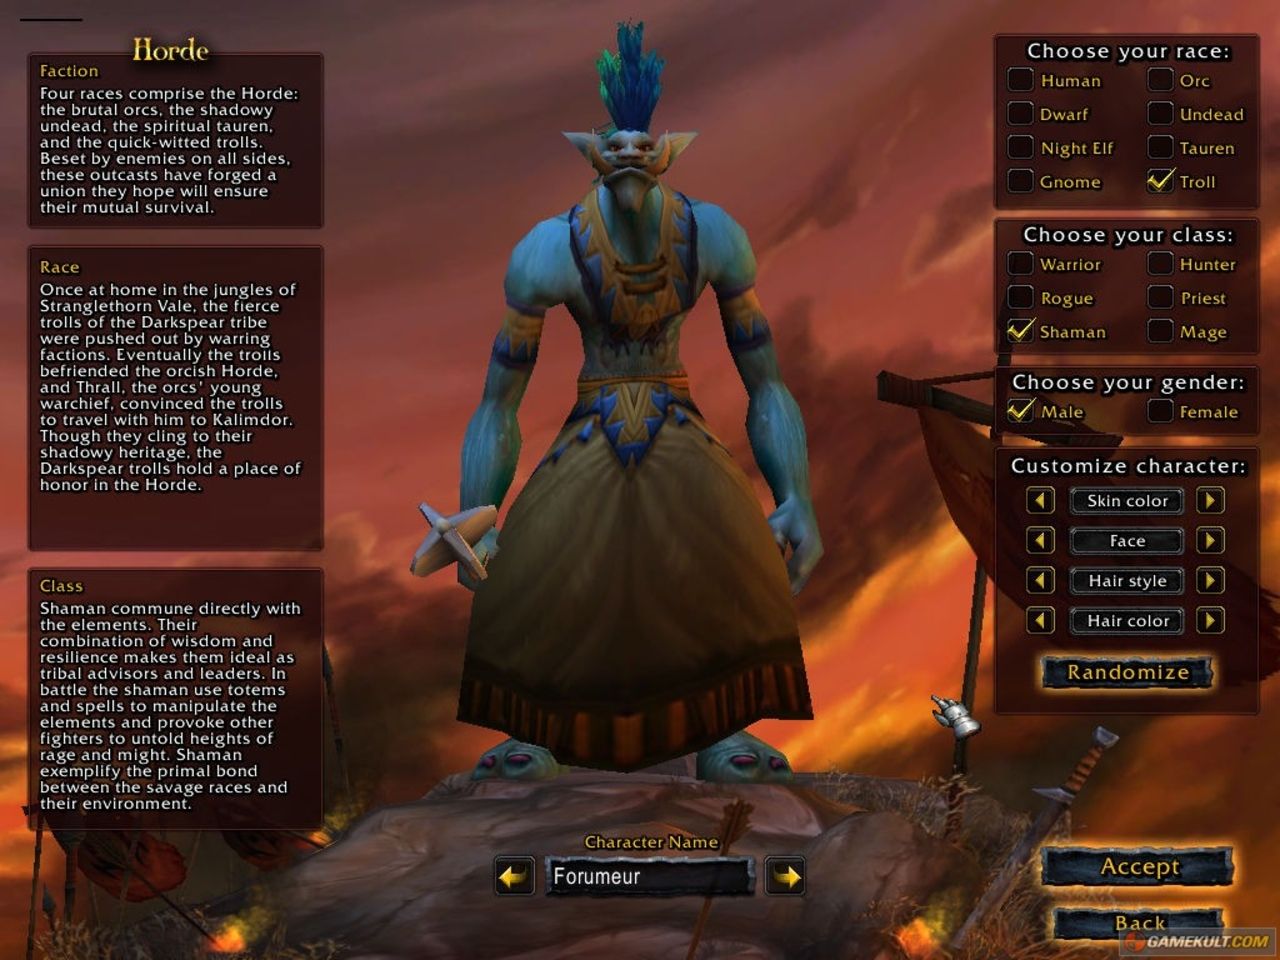 Horde
Faction
Four races comprise the Horde:
the brutal orcs, the shadowy
undead, the spiritual tauren,
and the quick-witted trolls.
Beset by enemies on all sides,
these outcasts have forged a
union they hope will ensure
their mutual survival.
Race
Once at home in the jungles of
Stranglethorn Vale, the fierce
trolls of the Darkspear tribe
were pushed out by warring
factions. Eventually the trolls
befriended the orcish Horde,
and Thrall, the orcs' young
warchief, convinced the trolls
to travel with him to Kalimdor.
Though they cling to their
shadowy heritage, the
Darkspear trolls hold a place of
honor in the Horde.
Class
Shaman commune directly with
the elements. Their
combination of wisdom and
resilience makes them ideal as
tribal advisors and leaders. In
battle the shaman use totems
and spells to manipulate the
elements and provoke other
fighters to untold heights of
rage and might. Shaman
exemplify the primal bond
between the savage races and
their environment.
Character Name
Forumeur
Choose your race:
Human Orc
Dwarf Undead
Night Elf Tauren
Gnome Troll
Choose your class:
Warrior Hunter
Rogue Priest
Shaman Mage
Choose your gender:
Male Female
Customize character:
Skin color
Face
Hair style
Hair color
Randomize
Accept
Back
GAMEKULT.COM